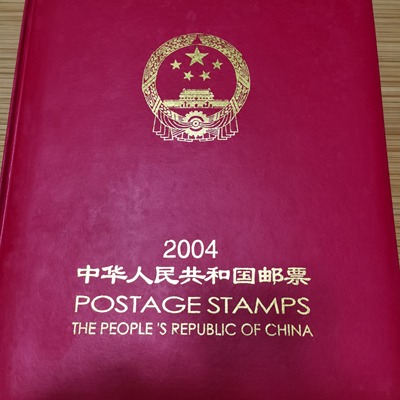 2004
中华人民共和国邮票
POSTAGE STAMPS
THE PEOPLE 'S REPUBLIC OF CHINA